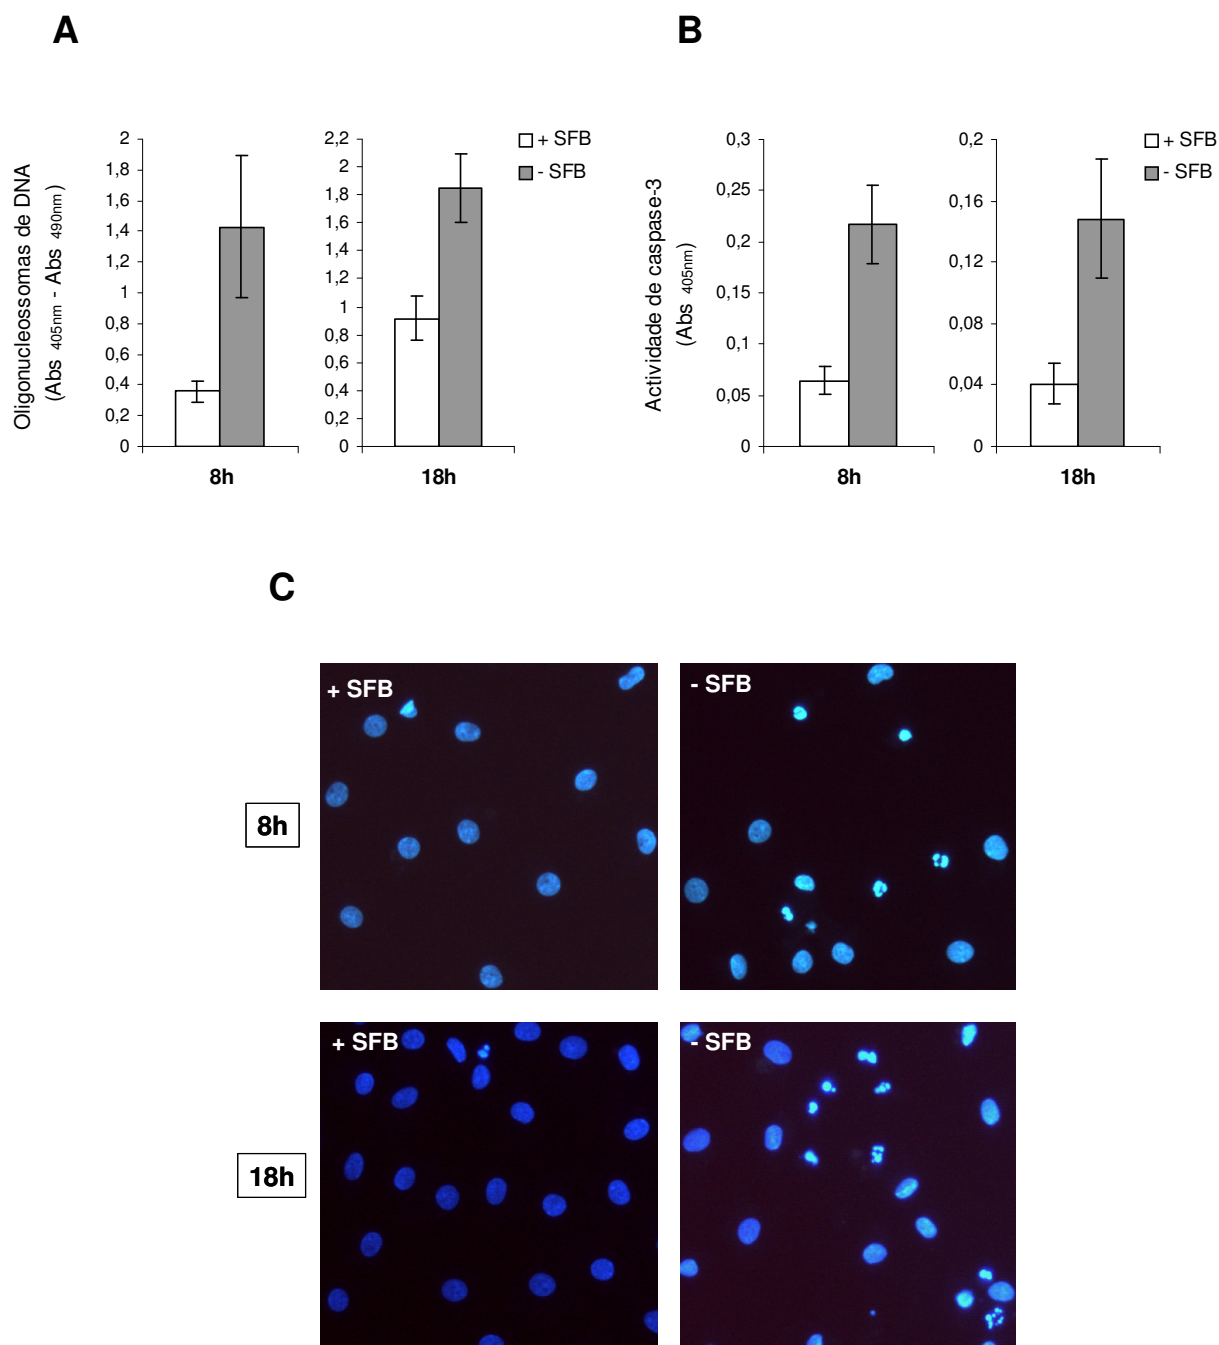 A
B
Oligonucleossomas de DNA
(Abs 405nm - Abs 490nm)
2
1,8
1,6
1,4
1,2
1
0,8
0,6
0,4
0,2
0
8h
2,2
2
1,8
1,6
1,4
1,2
1
0,8
0,6
0,4
0,2
0
18h
+ SFB
- SFB
Actividade de caspase-3
(Abs 405nm)
0,3
0,25
0,2
0,15
0,1
0,05
0
8h
0,2
0,16
0,12
0,08
0,04
0
18h
+ SFB
- SFB
C
+ SFB
- SFB
8h
+ SFB
- SFB
18h